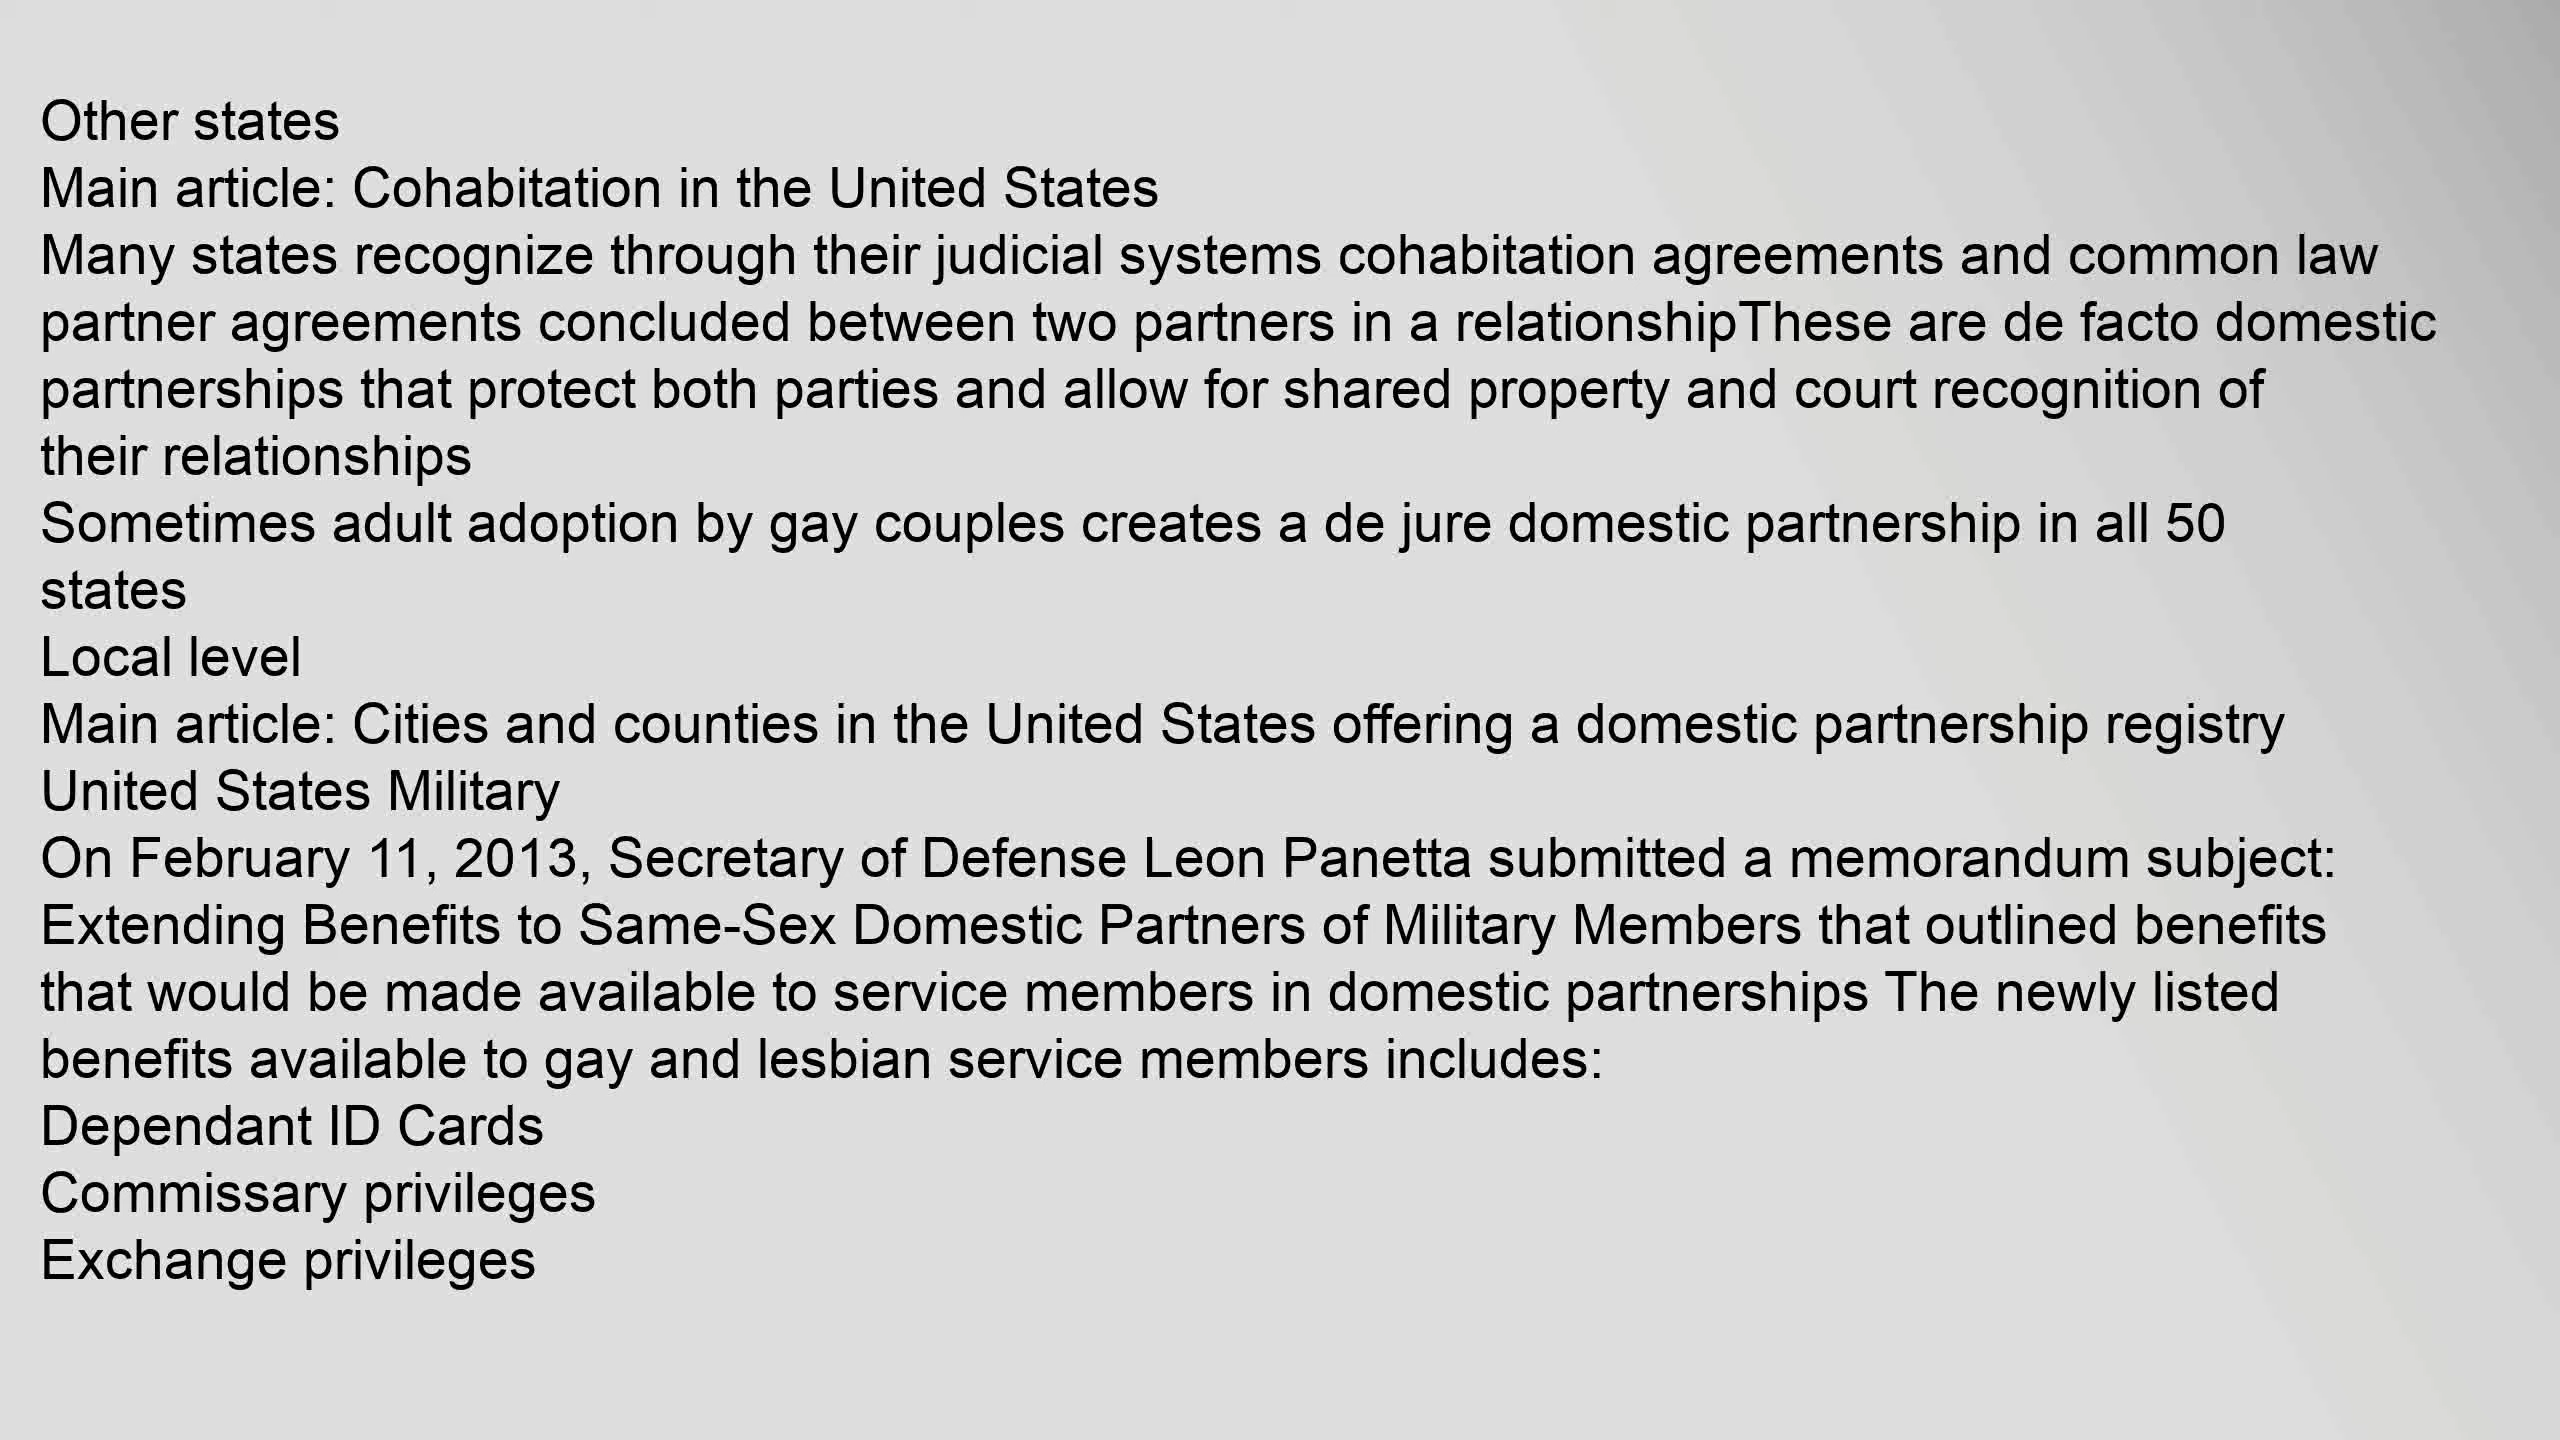 Other states
Main article: Cohabitation in the United States
Many states recognize through their judicial systems cohabitation agreements and common law
partner agreements concluded between two partners in a relationshipThese are de facto domestic
partnerships that protect both parties and allow for shared property and court recognition of
their relationships
Sometimes adult adoption by gay couples creates a de jure domestic partnership in all 50
states
Local level
Main article: Cities and counties in the United States offering a domestic partnership registry
United States Military
On February 11, 2013, Secretary of Defense Leon Panetta submitted a memorandum subject:
Extending Benefits to Same-Sex Domestic Partners of Military Members that outlined benefits
that would be made available to service members in domestic partnerships The newly listed
benefits available to gay and lesbian service members includes:
Dependant ID Cards
Commissary privileges
Exchange privileges